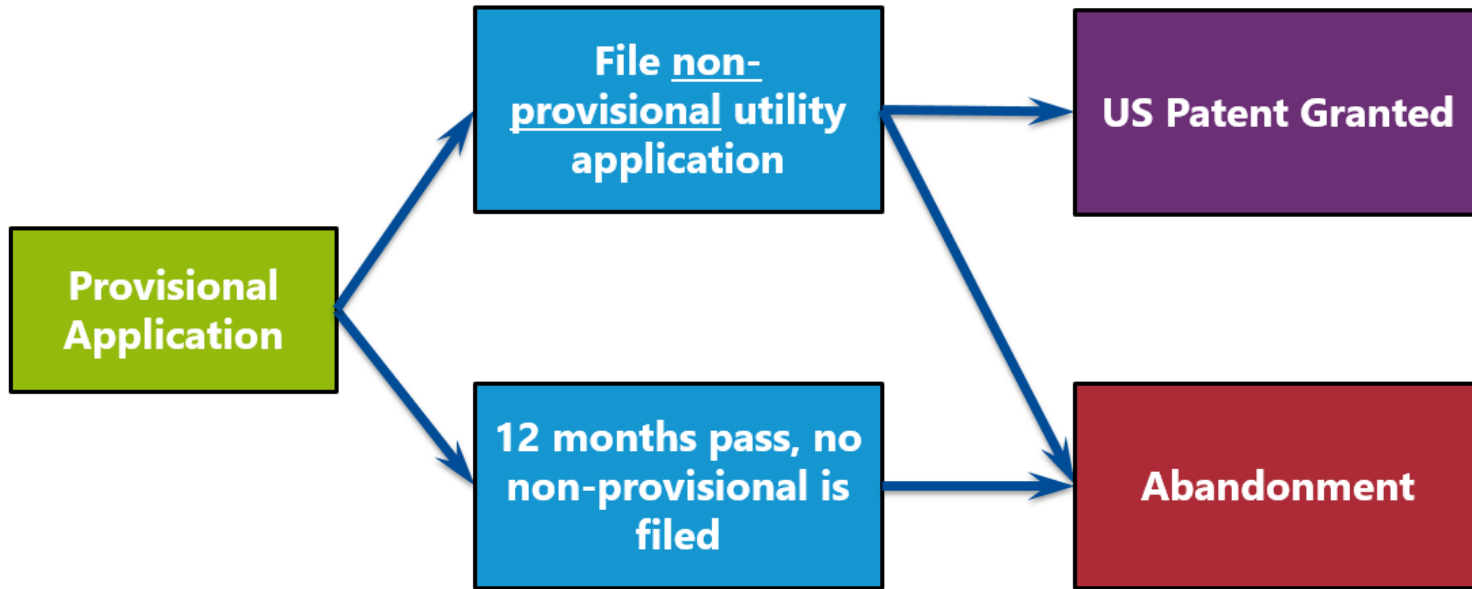 File non-
provisional utility
application
US Patent Granted
Provisional
Application
12 months pass, no
non-provisional is
filed
Abandonment